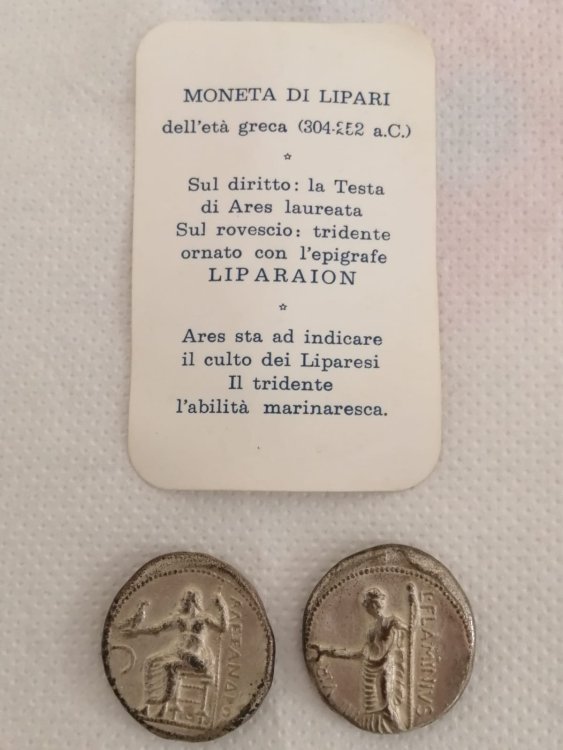 MONETA DI LIPARI
dell'età greca (304-252 a.C.)
Sul diritto: la Testa
di Ares laureata
Sul rovescio: tridente
ornato con l'epigrafe
LIPARAION
Ares sta ad indicare
il culto dei Liparesi
Il tridente
l'abilità marinaresca.
L·FLAMINIVS